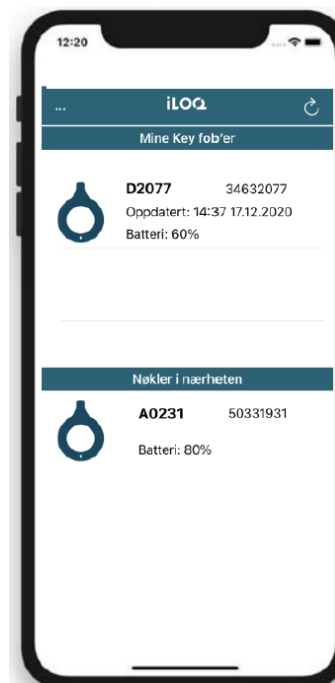 12:20
... iLOQ
Mine Key fob'er
D2077 34632077
Oppdatert: 14:37 17.12.2020
Batteri: 60%
Nøkler i nærheten
A0231 50331931
Batteri: 80%